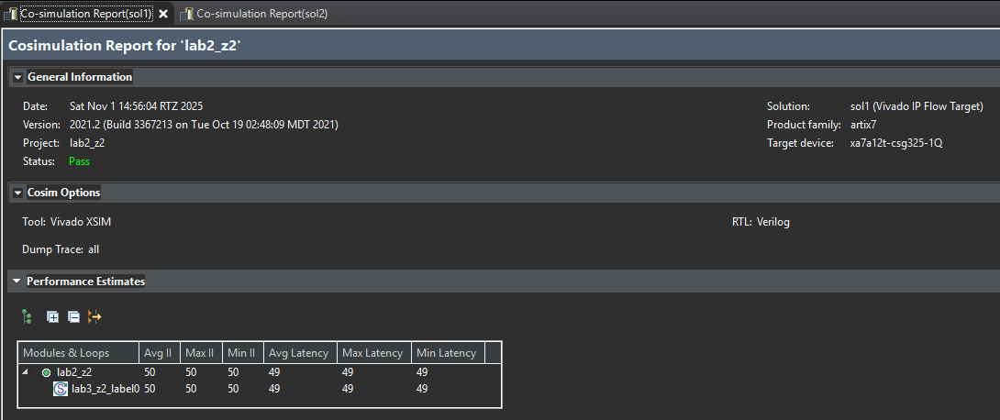 Co-simulation Report(sol1) Co-simulation Report(sol2)
Cosimulation Report for 'lab2_z2'
General Information
Date: Sat Nov 1 14:56:04 RTZ 2025 Solution: sol1 (Vivado IP Flow Target)
Version: 2021.2 (Build 3367213 on Tue Oct 19 02:48:09 MDT 2021) Product family: artix7
Project: lab2_z2 Target device: xa7a12t-csg325-1Q
Status: Pass
Cosim Options
Tool: Vivado XSIM RTL: Verilog
Dump Trace: all
Performance Estimates
Modules & Loops Avg II Max II Min II Avg Latency Max Latency Min Latency
lab2_z2 50 50 50 49 49 49
lab3_z2_label0 50 50 50 49 49 49